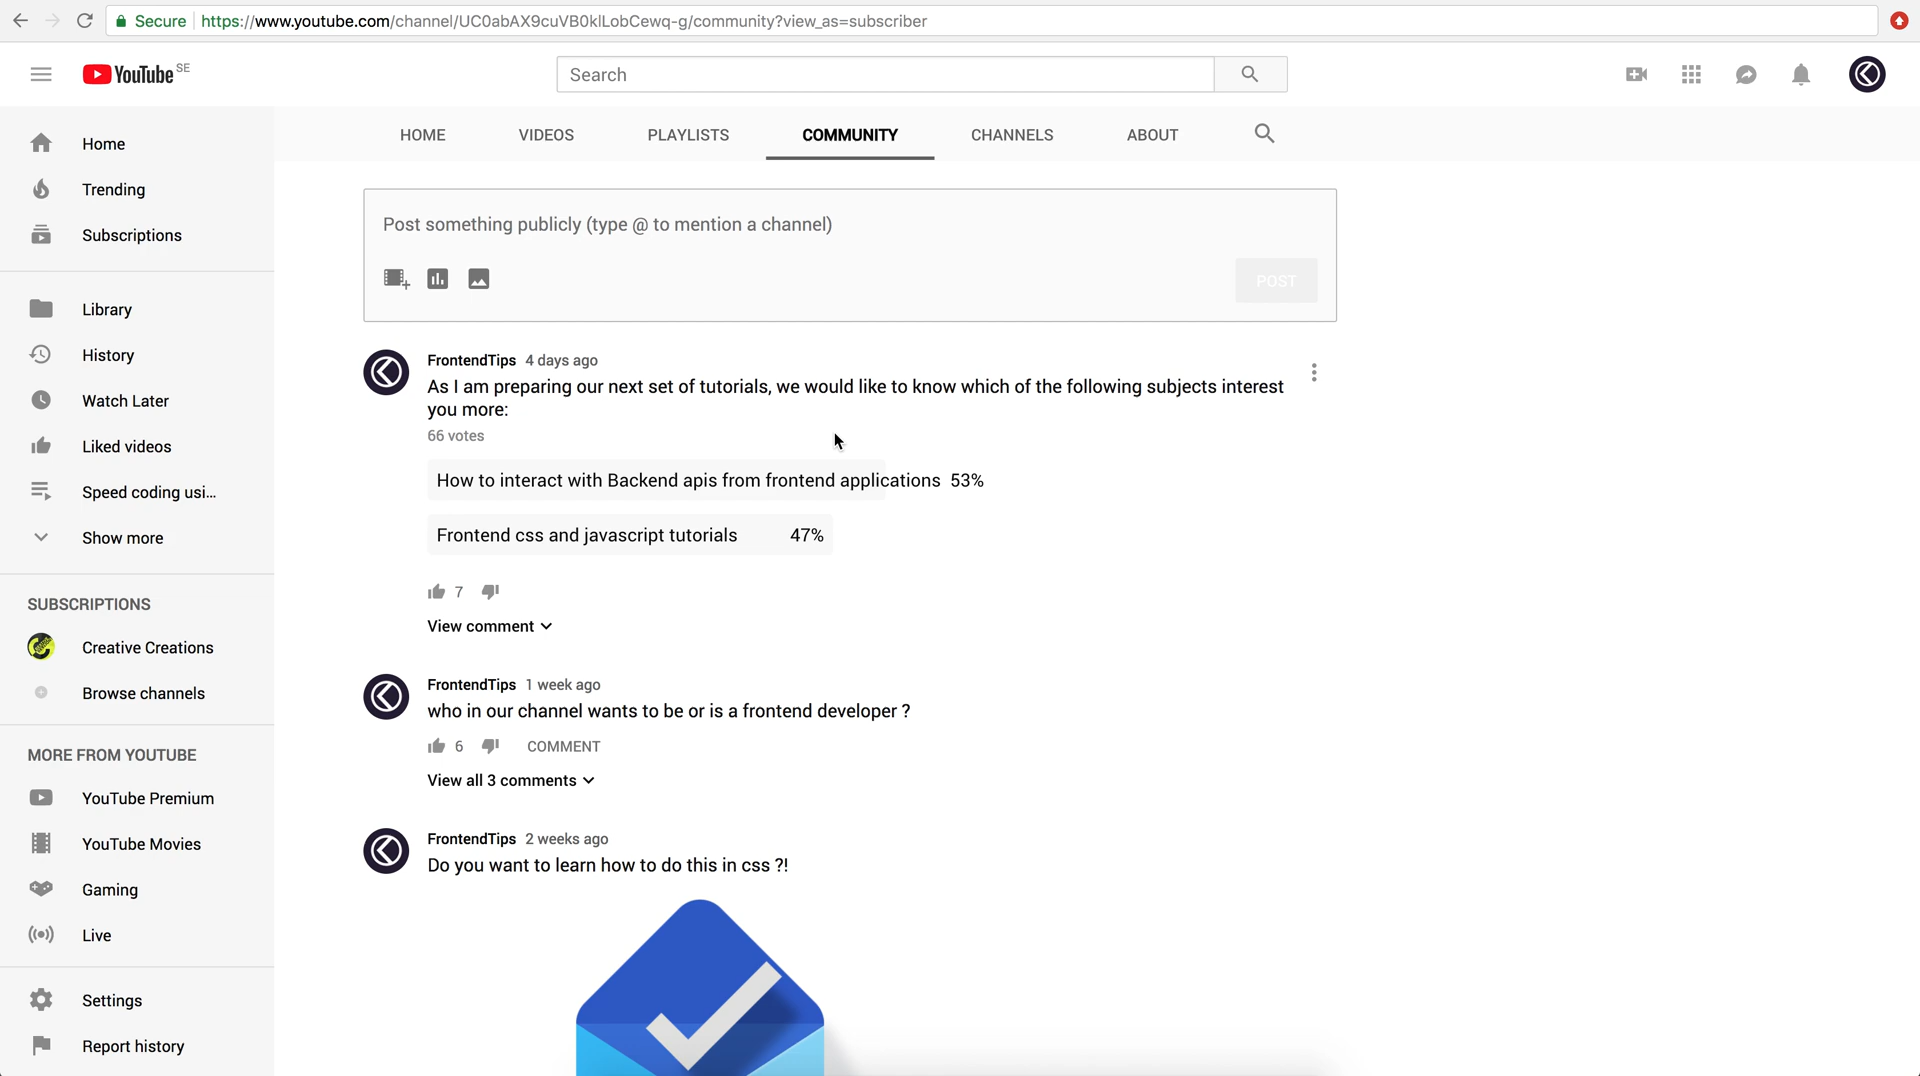 Secure https://www.youtube.com/channel/UC0abAX9cuVB0klLobCewq-g/community?view_as=subscriber
YouTube SE
Search
HOME VIDEOS PLAYLISTS COMMUNITY CHANNELS ABOUT
Home
Trending
Subscriptions
Library
History
Watch Later
Liked videos
Speed coding usi...
Show more
SUBSCRIPTIONS
Creative Creations
Browse channels
MORE FROM YOUTUBE
YouTube Premium
YouTube Movies
Gaming
Live
Settings
Report history
Post something publicly (type @ to mention a channel)
POST
FrontendTips 4 days ago
As I am preparing our next set of tutorials, we would like to know which of the following subjects interest
you more:
66 votes
How to interact with Backend apis from frontend applications 53%
Frontend css and javascript tutorials 47%
7
View comment
FrontendTips 1 week ago
who in our channel wants to be or is a frontend developer ?
6 COMMENT
View all 3 comments
FrontendTips 2 weeks ago
Do you want to learn how to do this in css ?!